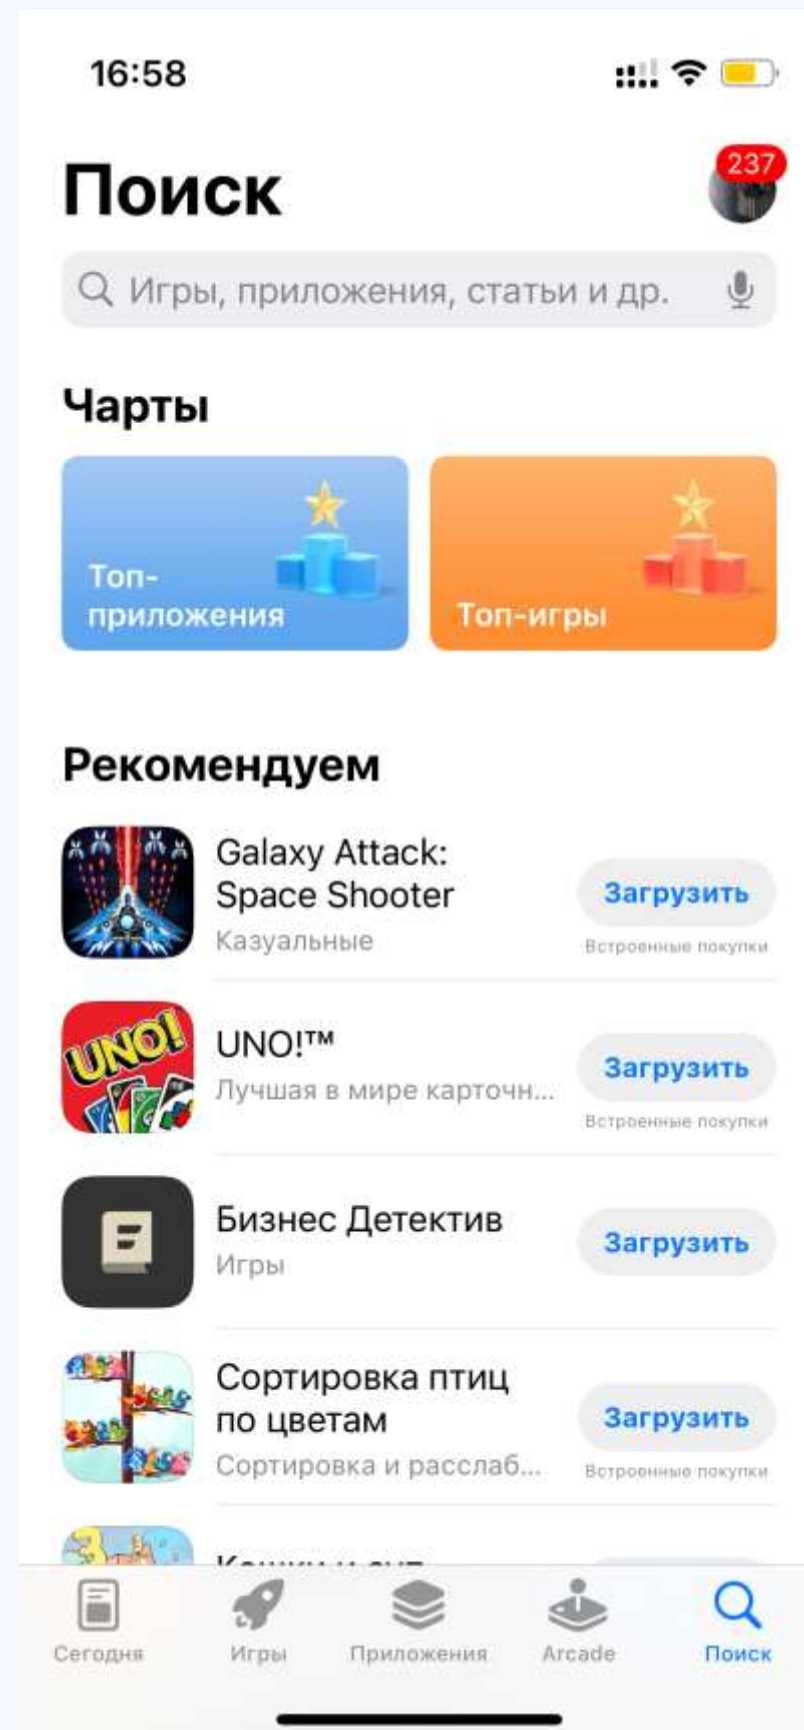 16:58
Поиск
237
Игры, приложения, статьи и др.
Чарты
Топ-
приложения
Топ-игры
Рекомендуем
Galaxy Attack:
Space Shooter
Казуальные
Загрузить
Встроенные покупки
UNO!
UNO!™
Лучшая в мире карточн...
Загрузить
Встроенные покупки
Бизнес Детектив
Игры
Загрузить
Сортировка птиц
по цветам
Сортировка и расслаб...
Загрузить
Встроенные покупки
3
Сегодня
Игры
Приложения
Arcade
Поиск